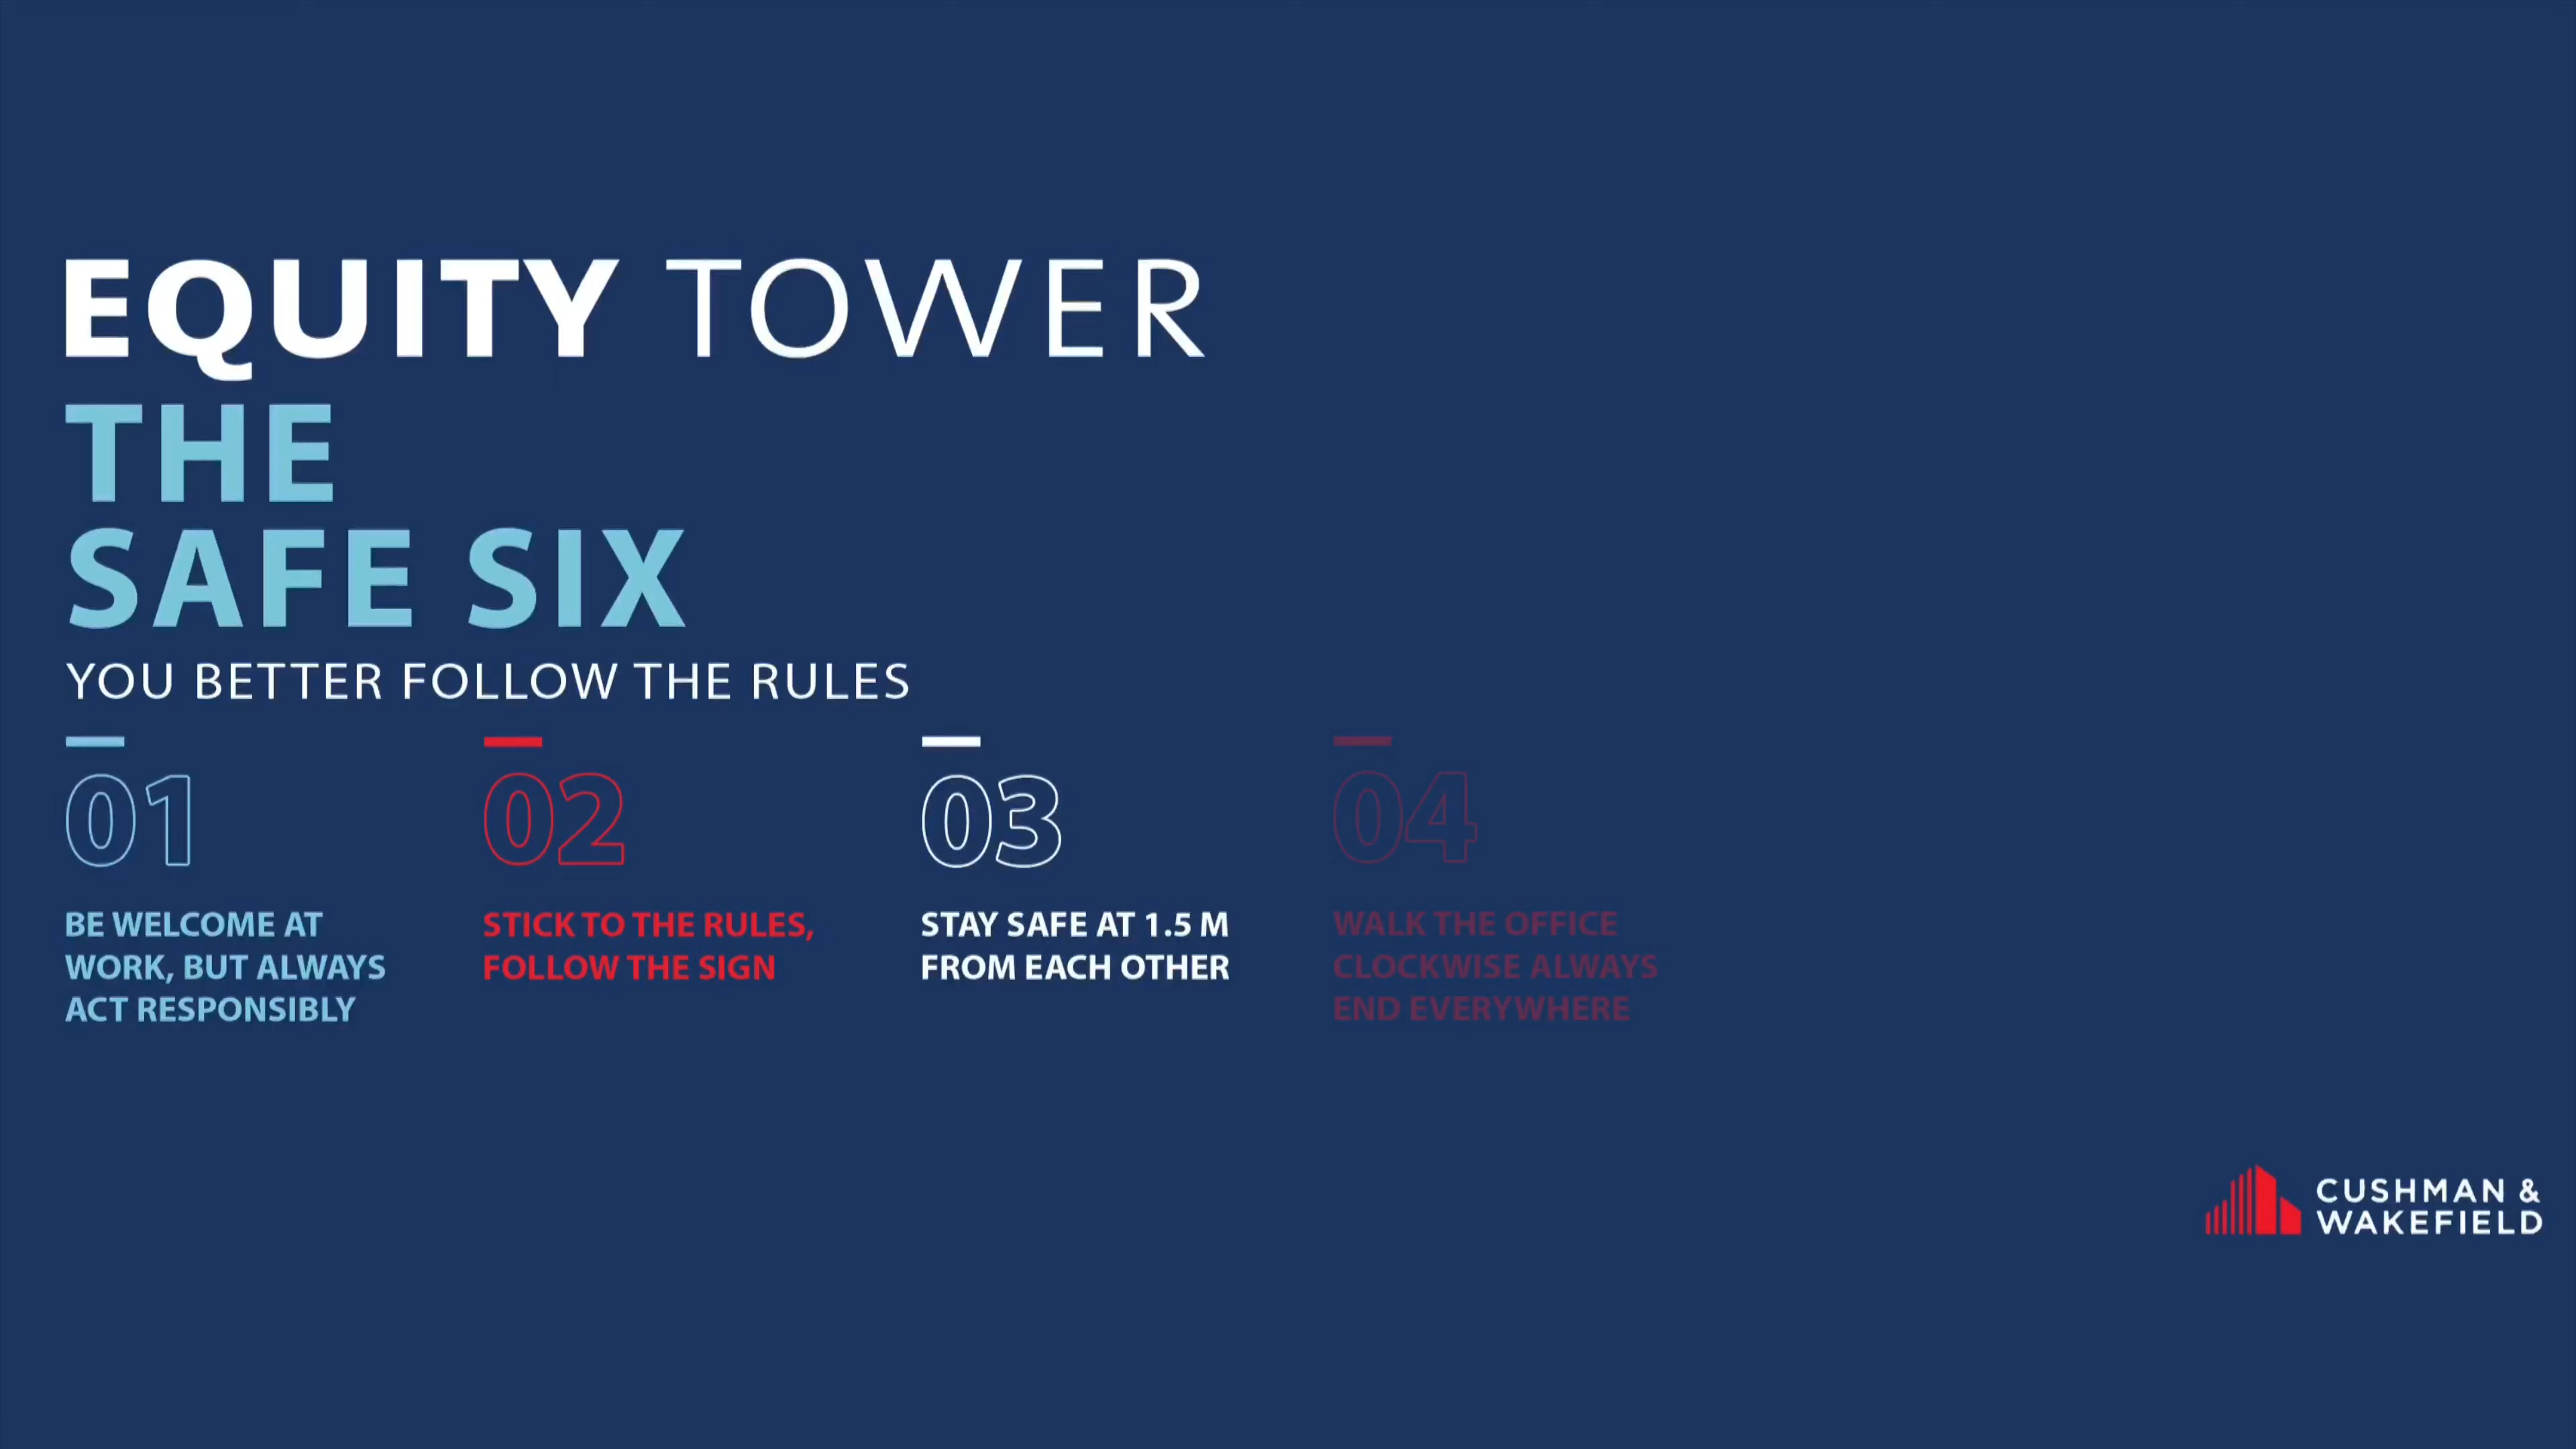 EQUITY TOWER
THE
SAFE SIX
YOU BETTER FOLLOW THE RULES
01
BE WELCOME AT
WORK, BUT ALWAYS
ACT RESPONSIBLY
02
STICK TO THE RULES,
FOLLOW THE SIGN
03
STAY SAFE AT 1.5 M
FROM EACH OTHER
04
WALK THE OFFICE
CLOCKWISE ALWAYS
END EVERYWHERE
CUSHMAN &
WAKEFIELD